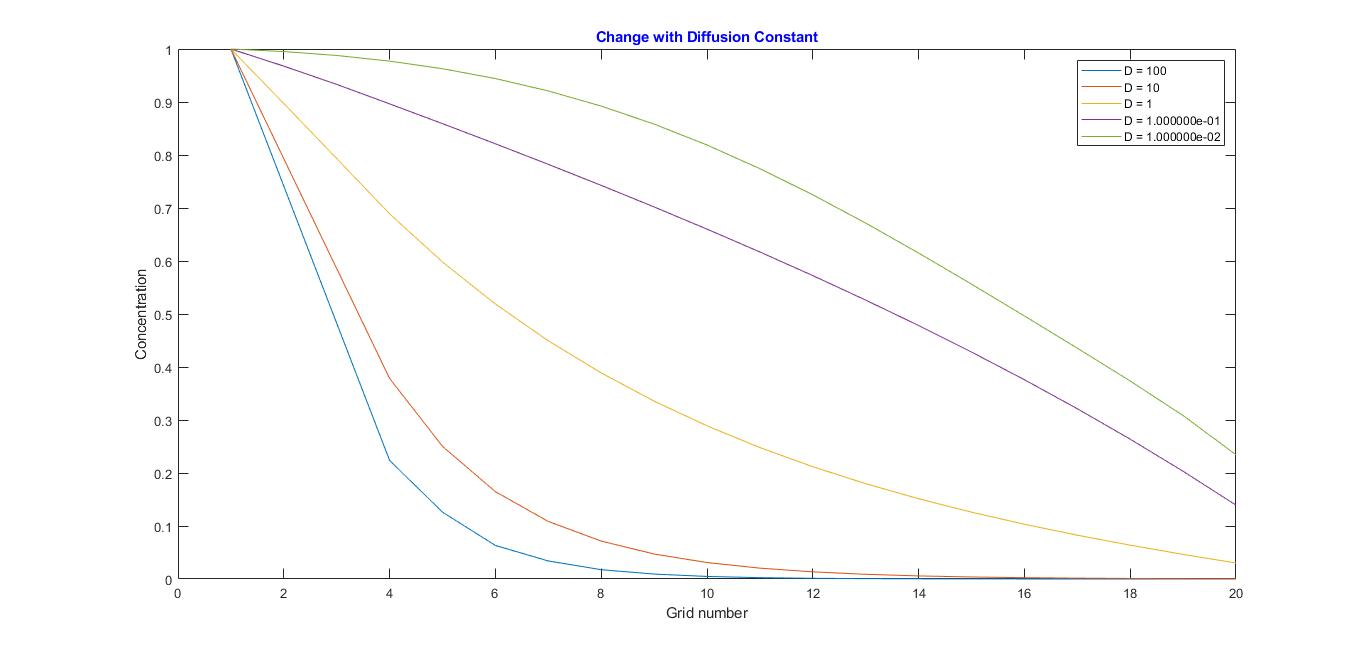 Change with Diffusion Constant
1
0.9
0.8
0.7
0.6
0.5
0.4
0.3
0.2
0.1
0
Concentration
D = 100
D = 10
D = 1
D = 1.000000e-01
D = 1.000000e-02
0 2 4 6 8 10 12 14 16 18 20
Grid number